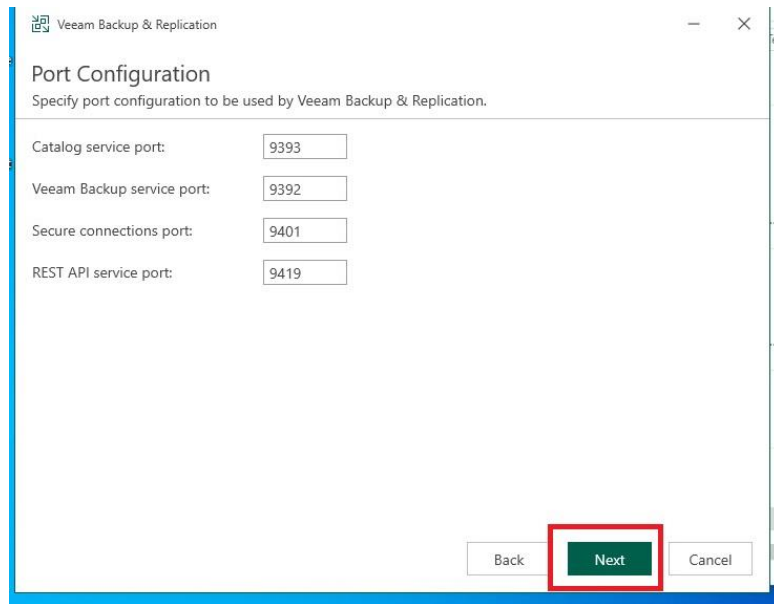 Veeam Backup & Replication
Port Configuration
Specify port configuration to be used by Veeam Backup & Replication.
Catalog service port: 9393
Veeam Backup service port: 9392
Secure connections port: 9401
REST API service port: 9419
Back Next Cancel